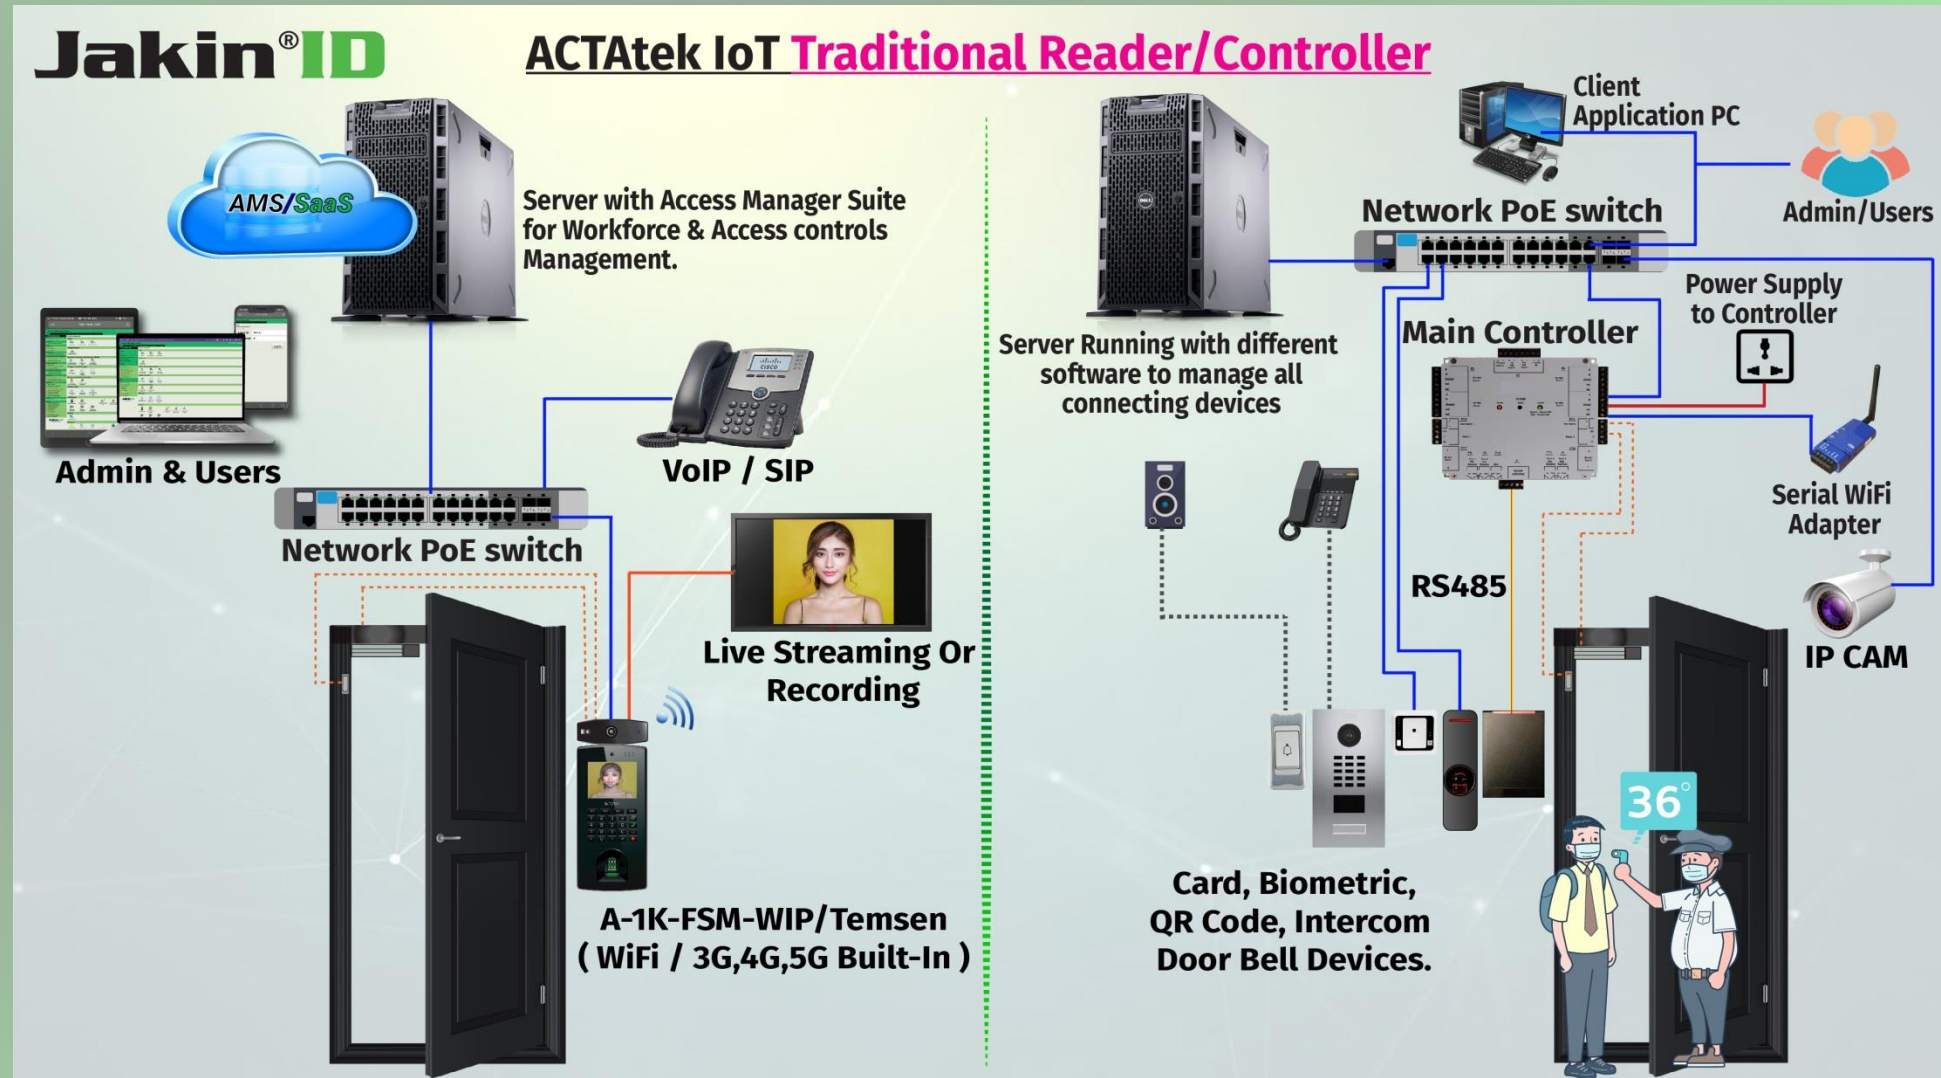 Jakin®ID
ACTAtek IoT Traditional Reader/Controller
AMS/SaaS
Server with Access Manager Suite
for Workforce & Access controls
Management.
Admin & Users
cisco
VoIP / SIP
Network PoE switch
Live Streaming Or
Recording
A-1K-FSM-WIP/Temsen
( WiFi / 3G,4G,5G Built-In )
Client
Application PC
Admin/Users
Network PoE switch
Server Running with different
software to manage all
connecting devices
Main Controller
Power Supply
to Controller
Serial WiFi
Adapter
RS485
IP CAM
36°
Card, Biometric,
QR Code, Intercom
Door Bell Devices.